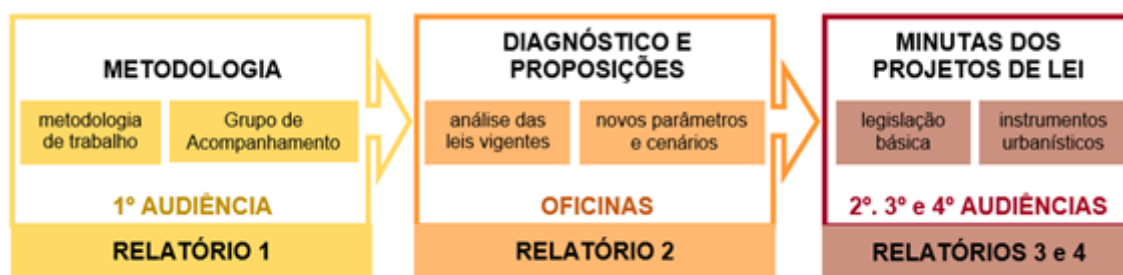 METODOLOGIA
metodologia
de trabalho
Grupo de
Acompanhamento
1º AUDIÊNCIA
RELATÓRIO 1
DIAGNÓSTICO E
PROPOSIÇÕES
análise das
leis vigentes
novos parâmetros
e cenários
OFICINAS
RELATÓRIO 2
MINUTAS DOS
PROJETOS DE LEI
legislação
básica
instrumentos
urbanísticos
2º. 3º e 4º AUDIÊNCIAS
RELATÓRIOS 3 e 4